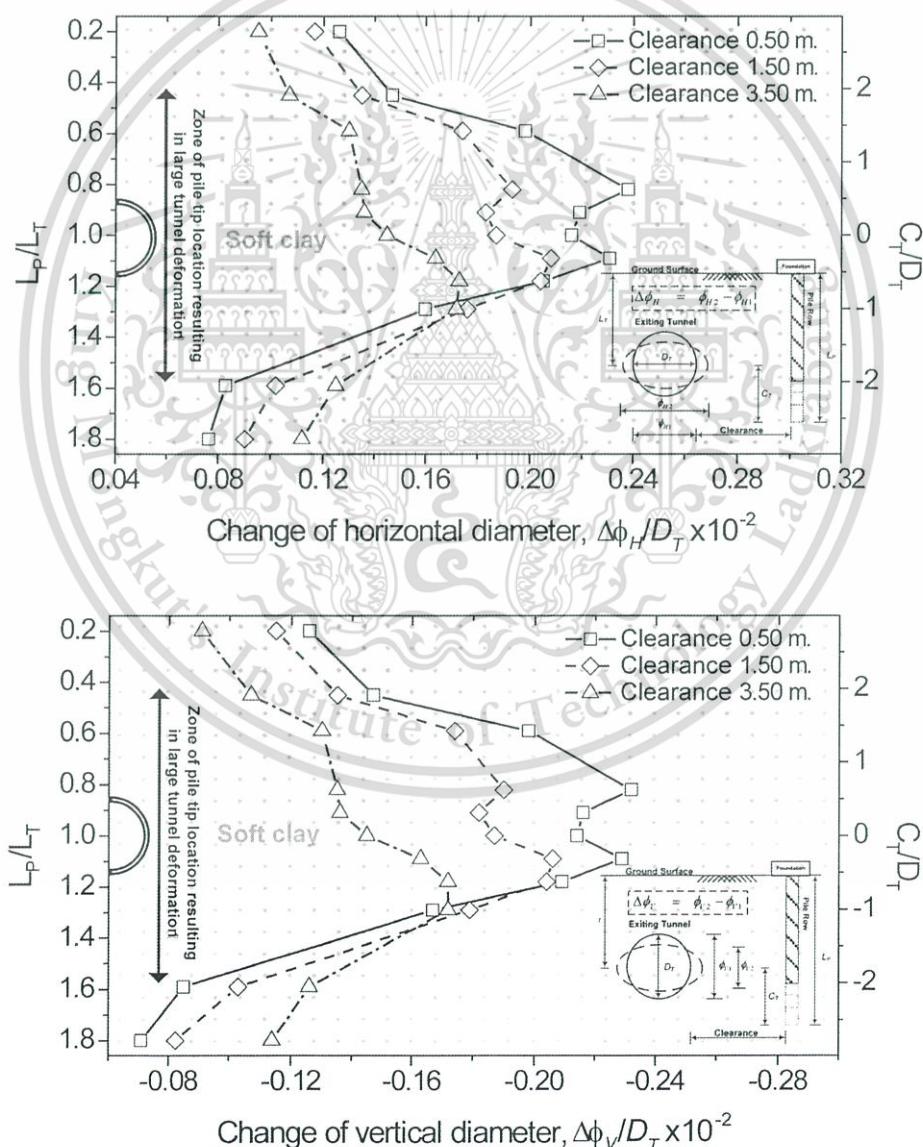 0.2
0.4
0.6
0.8
1.0
1.2
1.4
1.6
1.8
L_P/L_T
Zone of pile tip location resulting
in large tunnel deformation
Soft clay
Clearance 0.50 m.
Clearance 1.50 m.
Clearance 3.50 m.
2
1
0
-1
-2
C_T/D_T
Foundation
Ground Surface
Δϕ_H = ϕ_H2 − ϕ_H1
Exiting Tunnel
Pile Row
L_T
D_T
C_T
ϕ_H2
ϕ_H1
Clearance
0.04 0.08 0.12 0.16 0.20 0.24 0.28 0.32
Change of horizontal diameter, Δϕ_H/D_T x10⁻²
0.2
0.4
0.6
0.8
1.0
1.2
1.4
1.6
1.8
L_P/L_T
Zone of pile tip location resulting
in large tunnel deformation
Soft clay
Clearance 0.50 m.
Clearance 1.50 m.
Clearance 3.50 m.
2
1
0
-1
-2
C_T/D_T
Foundation
Ground Surface
Exiting Tunnel
Pile Row
L_P
D_T
C_T
Clearance
-0.08 -0.12 -0.16 -0.20 -0.24 -0.28
Change of vertical diameter, Δϕ_V/D_T x10⁻²
Institute of Technology Ladkrabang